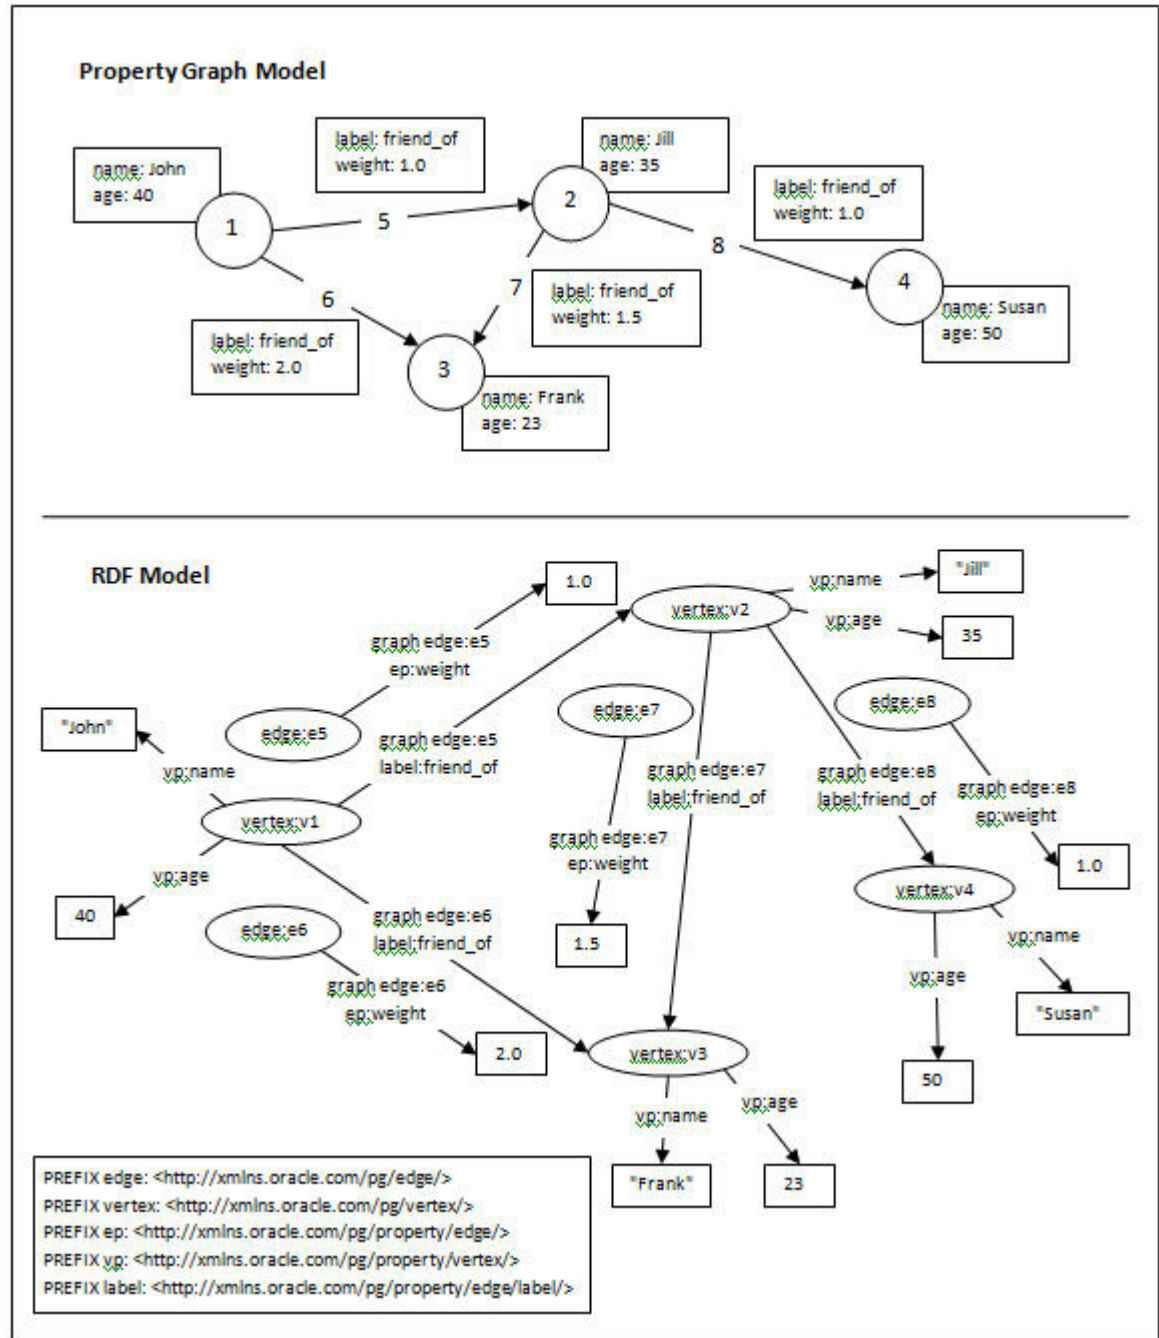 Property Graph Model
label: friend_of
weight: 1.0
name: Jill
age: 35
name: John
age: 40
label: friend_of
weight: 1.0
1
5
2
8
4
6
7
label: friend_of
weight: 1.5
name: Susan
age: 50
label: friend_of
weight: 2.0
3
name: Frank
age: 23
RDF Model
1.0
vertex:v2
vp:name
"Jill"
vp:age
35
graph edge:e5
ep:weight
edge:e7
edge:e8
"John"
edge:e5
graph edge:e5
label:friend_of
vp:name
graph edge:e7
label:friend_of
graph edge:e8
label:friend_of
graph edge:e8
ep:weight
vertex:v1
graph edge:e7
ep:weight
1.0
vp:age
vertex:v4
40
edge:e6
graph edge:e6
label:friend_of
1.5
vp:name
vp:age
graph edge:e6
ep:weight
"Susan"
2.0
vertex:v3
50
vp:name
vp:age
"Frank"
23
PREFIX edge: <http://xmlns.oracle.com/pg/edge/>
PREFIX vertex: <http://xmlns.oracle.com/pg/vertex/>
PREFIX ep: <http://xmlns.oracle.com/pg/property/edge/>
PREFIX vp: <http://xmlns.oracle.com/pg/property/vertex/>
PREFIX label: <http://xmlns.oracle.com/pg/property/edge/label/>